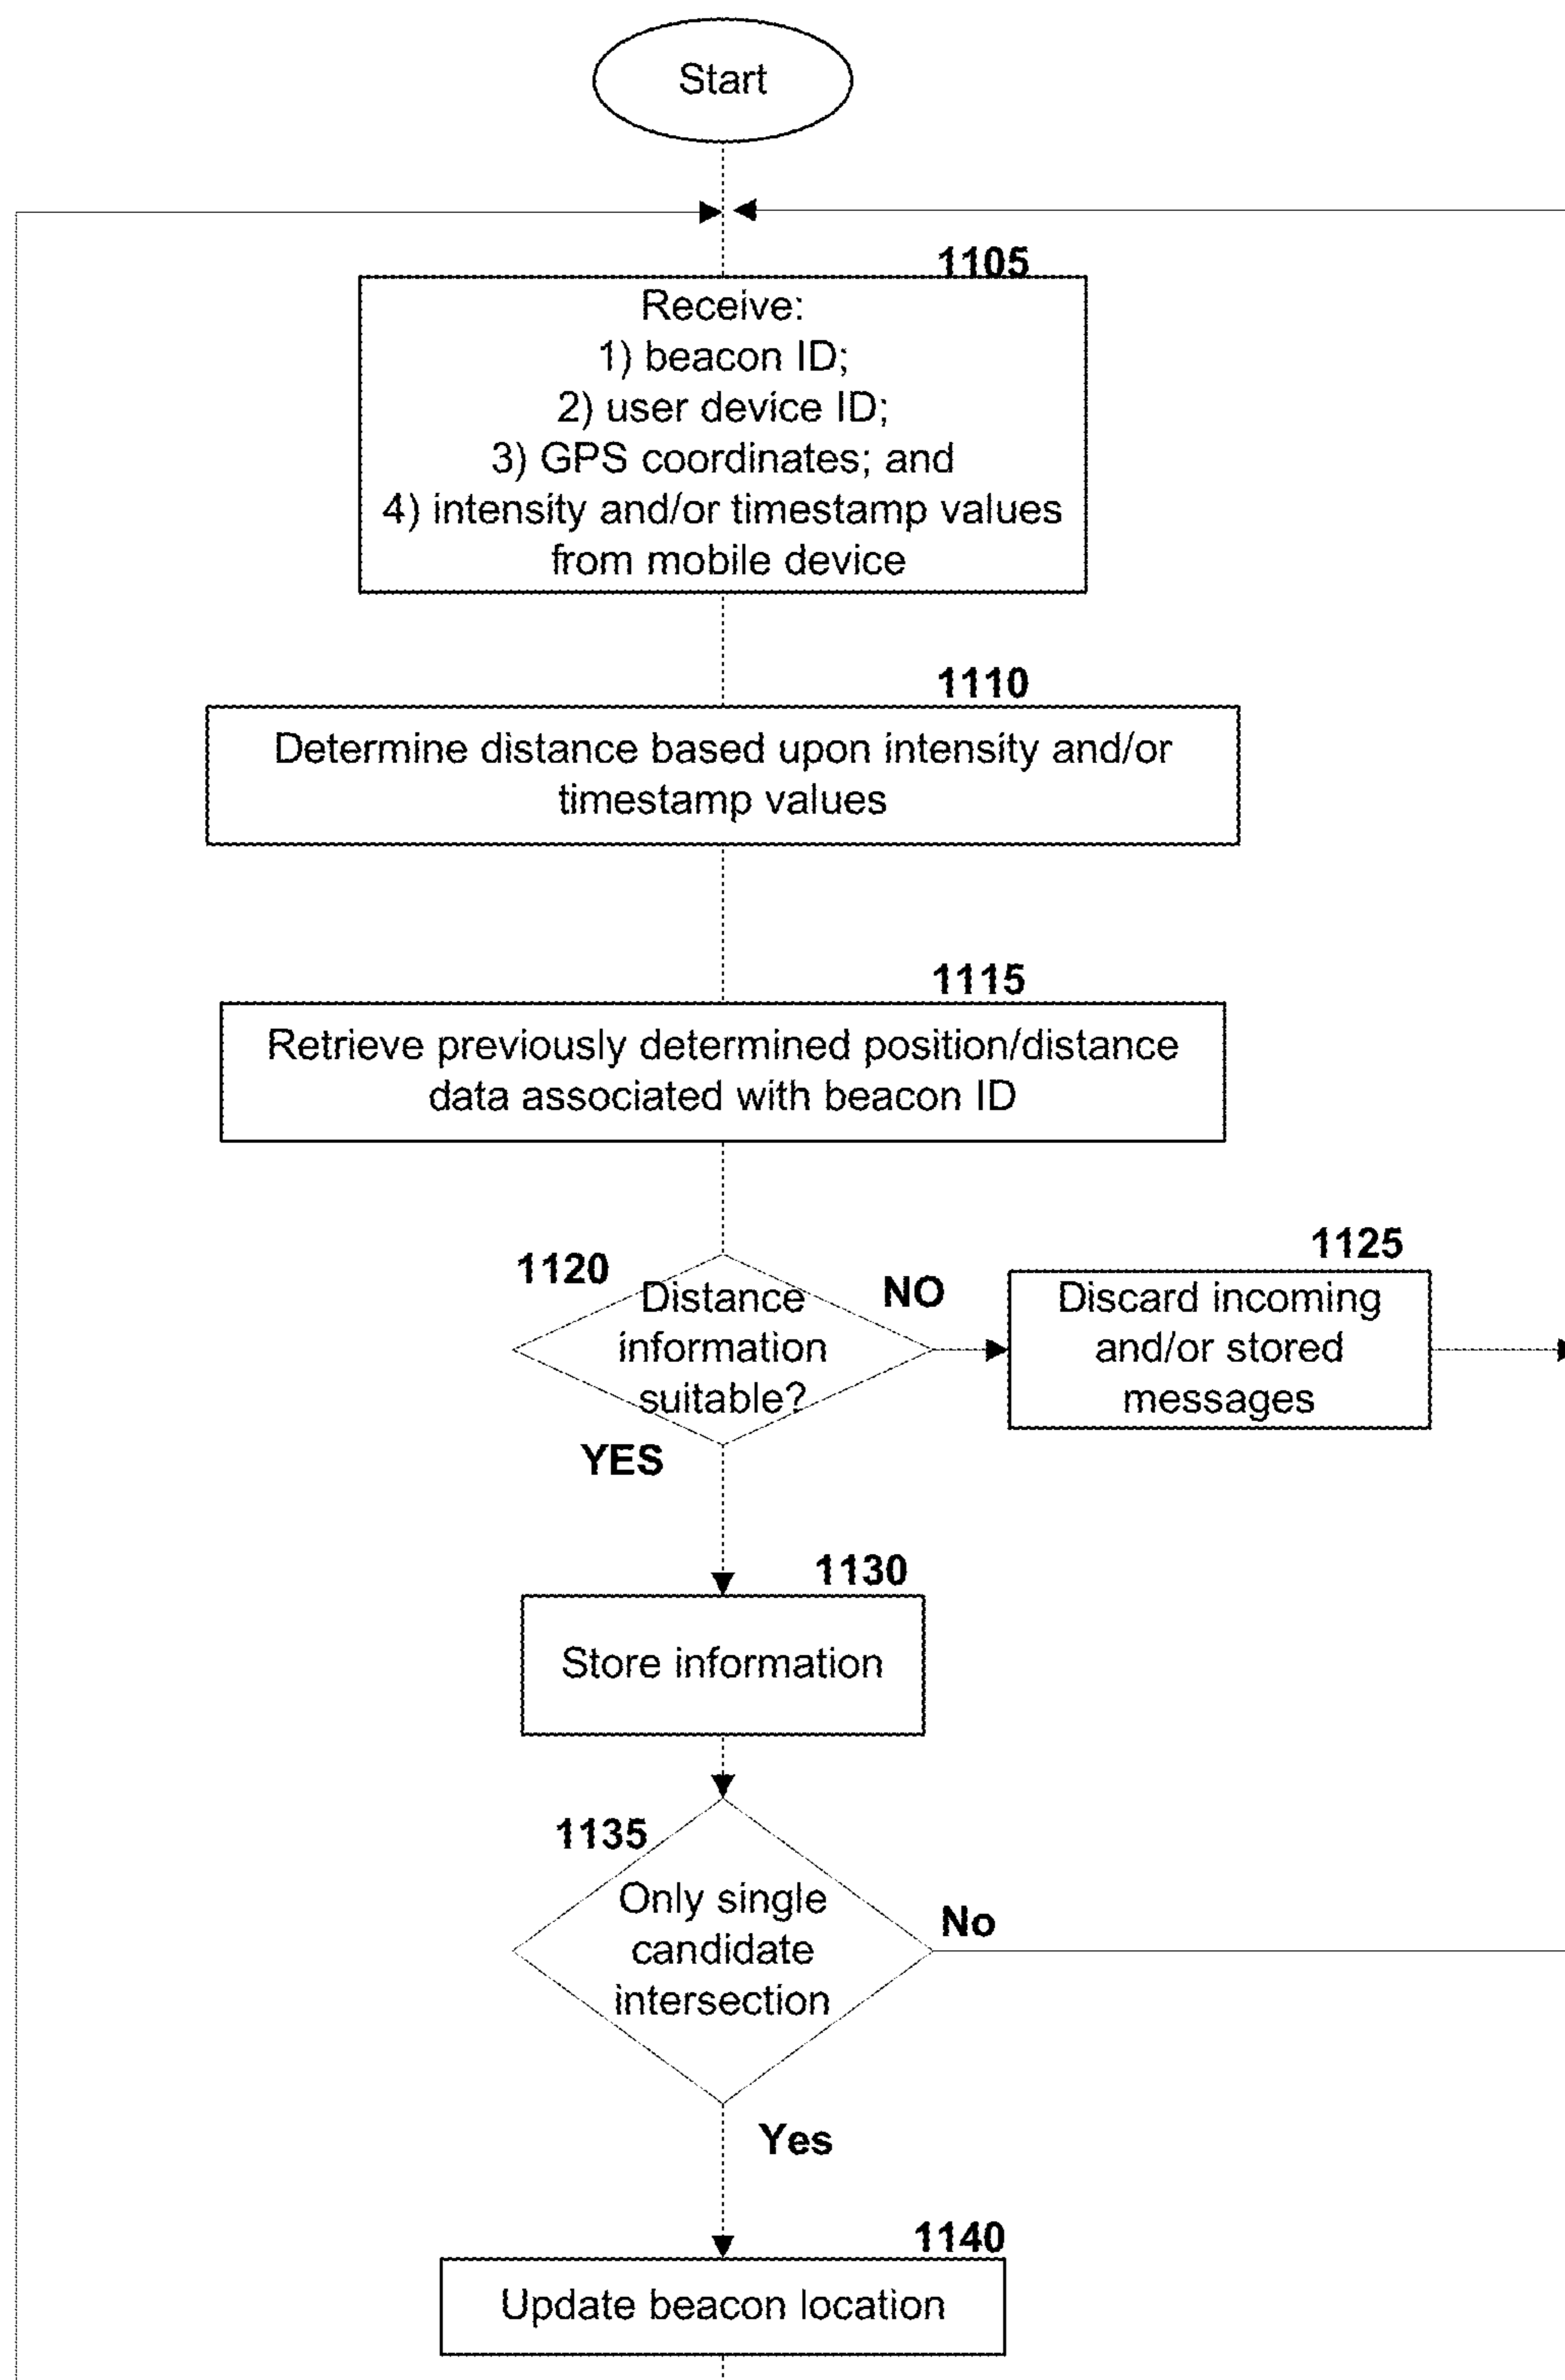 Start
1105
Receive:
1) beacon ID;
2) user device ID;
3) GPS coordinates; and
4) intensity and/or timestamp values
from mobile device
1110
Determine distance based upon intensity and/or
timestamp values
1115
Retrieve previously determined position/distance
data associated with beacon ID
1120
Distance
information
suitable?
NO
1125
Discard incoming
and/or stored
messages
YES
1130
Store information
1135
Only single
candidate
intersection
No
Yes
1140
Update beacon location